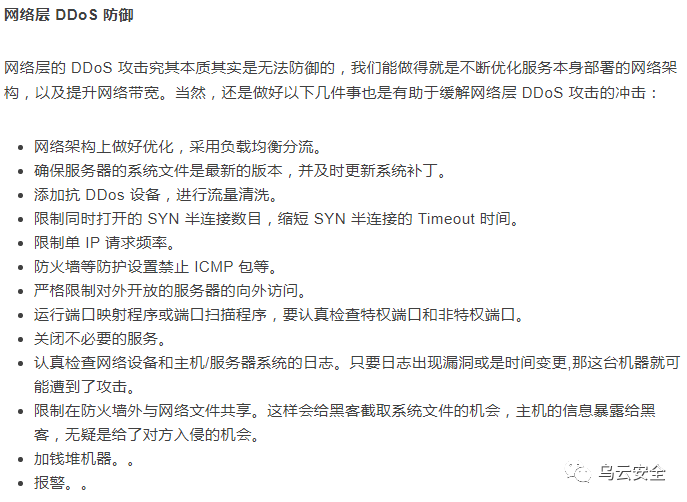 网络层 DDoS 防御
网络层的 DDoS 攻击究其本质其实是无法防御的，我们能做得就是不断优化服务本身部署的网络架
构，以及提升网络带宽。当然，还是做好以下几件事也是有助于缓解网络层 DDoS 攻击的冲击：
网络架构上做好优化，采用负载均衡分流。
确保服务器的系统文件是最新的版本，并及时更新系统补丁。
添加抗 DDos 设备，进行流量清洗。
限制同时打开的 SYN 半连接数目，缩短 SYN 半连接的 Timeout 时间。
限制单 IP 请求频率。
防火墙等防护设置禁止 ICMP 包等。
严格限制对外开放的服务器的向外访问。
运行端口映射程序或端口扫描程序，要认真检查特权端口和非特权端口。
关闭不必要的服务。
认真检查网络设备和主机/服务器系统的日志。只要日志出现漏洞或是时间变更,那这台机器就可
能遭到了攻击。
限制在防火墙外与网络文件共享。这样会给黑客截取系统文件的机会，主机的信息暴露给黑
客，无疑是给了对方入侵的机会。
加钱堆机器。。
报警。。
乌云安全